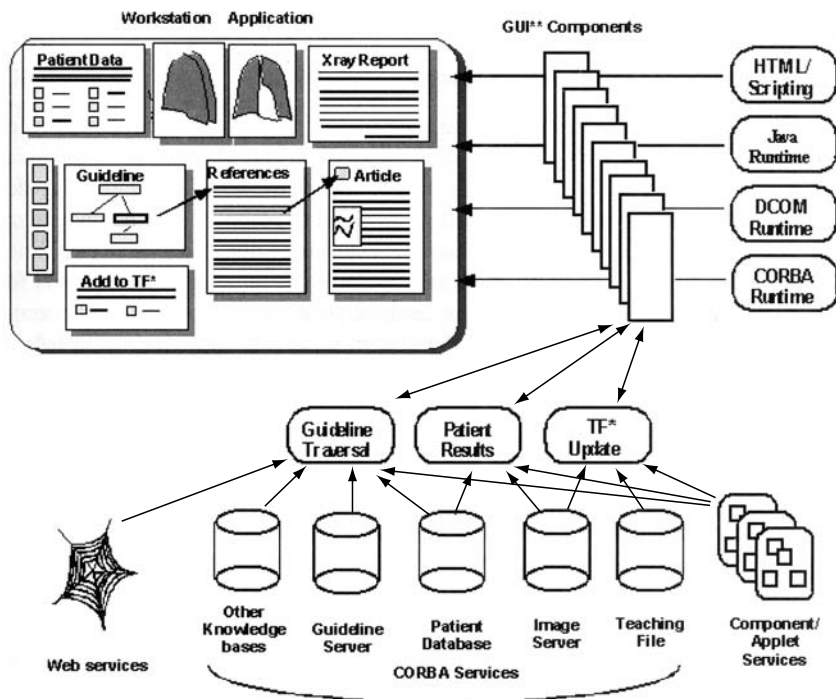 Workstation Application
GUI** Components
Patient Data
Xray Report
HTML/
Scripting
Java
Runtime
Guideline
References
Article
DCOM
Runtime
Add to TF*
CORBA
Runtime
Guideline
Traversal
Patient
Results
TF*
Update
Other
Knowledge
bases
Guideline
Server
Patient
Database
Image
Server
Teaching
File
Component/
Applet
Services
Web services
CORBA Services